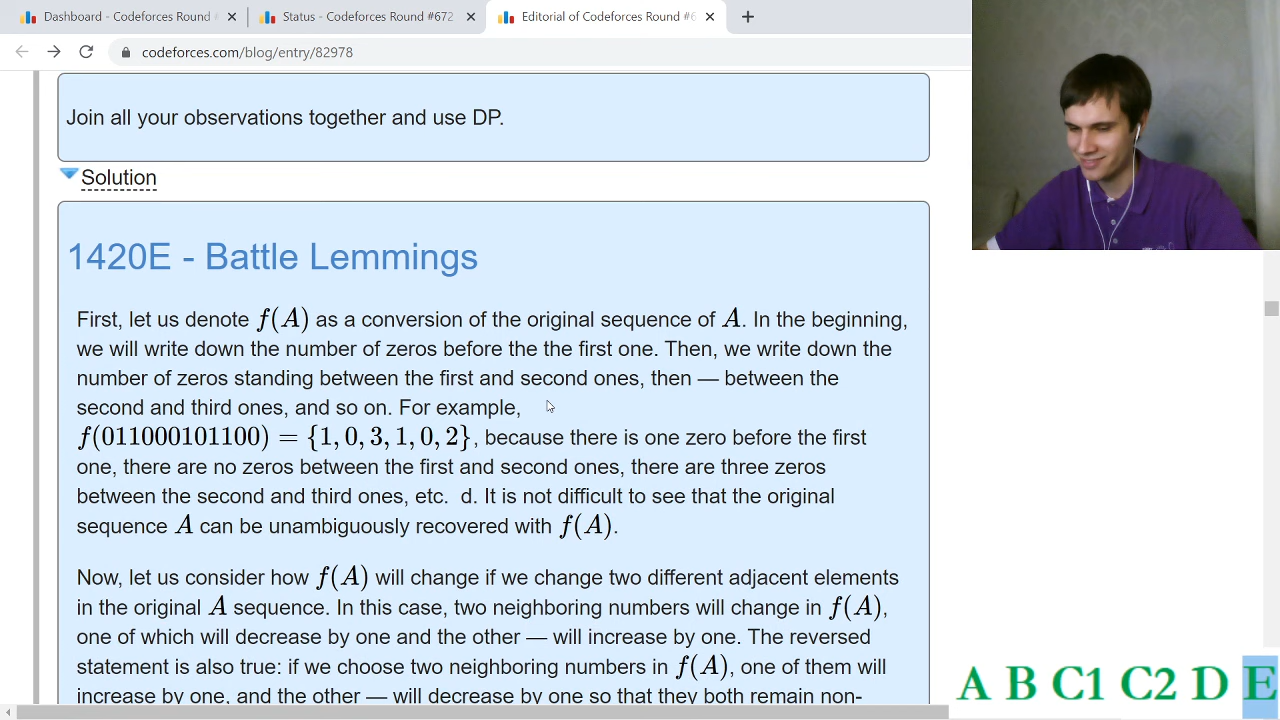 Dashboard - Codeforces Round #
Status - Codeforces Round #672
Editorial of Codeforces Round #6
codeforces.com/blog/entry/82978
Join all your observations together and use DP.
Solution
1420E - Battle Lemmings
First, let us denote f(A) as a conversion of the original sequence of A. In the beginning,
we will write down the number of zeros before the the first one. Then, we write down the
number of zeros standing between the first and second ones, then — between the
second and third ones, and so on. For example,
f(011000101100) = {1, 0, 3, 1, 0, 2}, because there is one zero before the first
one, there are no zeros between the first and second ones, there are three zeros
between the second and third ones, etc. d. It is not difficult to see that the original
sequence A can be unambiguously recovered with f(A).
Now, let us consider how f(A) will change if we change two different adjacent elements
in the original A sequence. In this case, two neighboring numbers will change in f(A),
one of which will decrease by one and the other — will increase by one. The reversed
statement is also true: if we choose two neighboring numbers in f(A), one of them will
increase by one, and the other — will decrease by one so that they both remain non-
A B C1 C2 D E